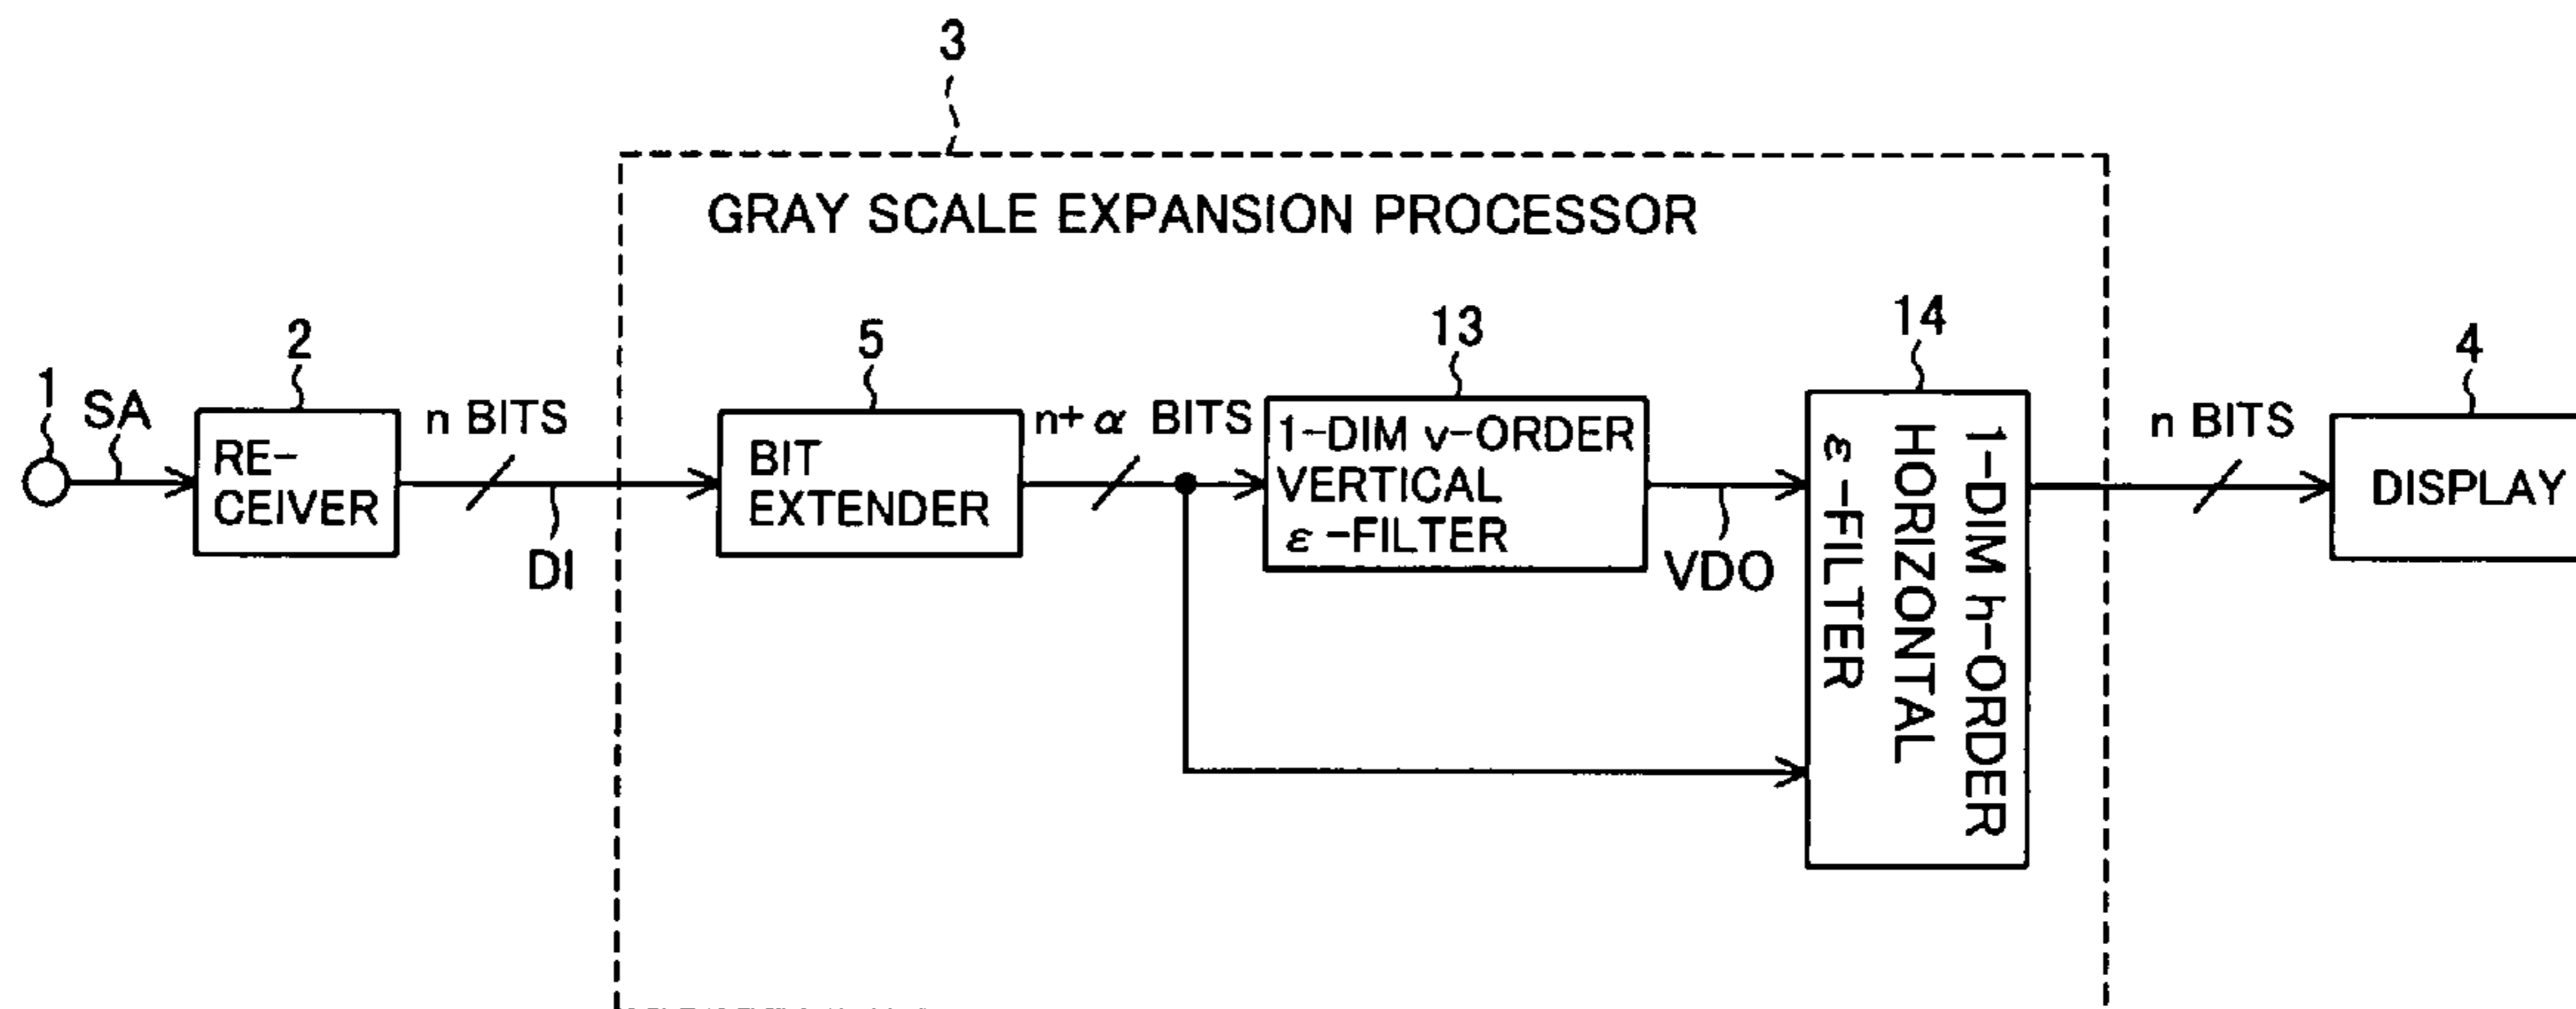 3
GRAY SCALE EXPANSION PROCESSOR
1
SA
2
RE-
CEIVER
n BITS
DI
5
BIT
EXTENDER
n+α BITS
13
1-DIM v-ORDER
VERTICAL
ε-FILTER
VDO
14
1-DIM h-ORDER
HORIZONTAL
ε-FILTER
n BITS
4
DISPLAY